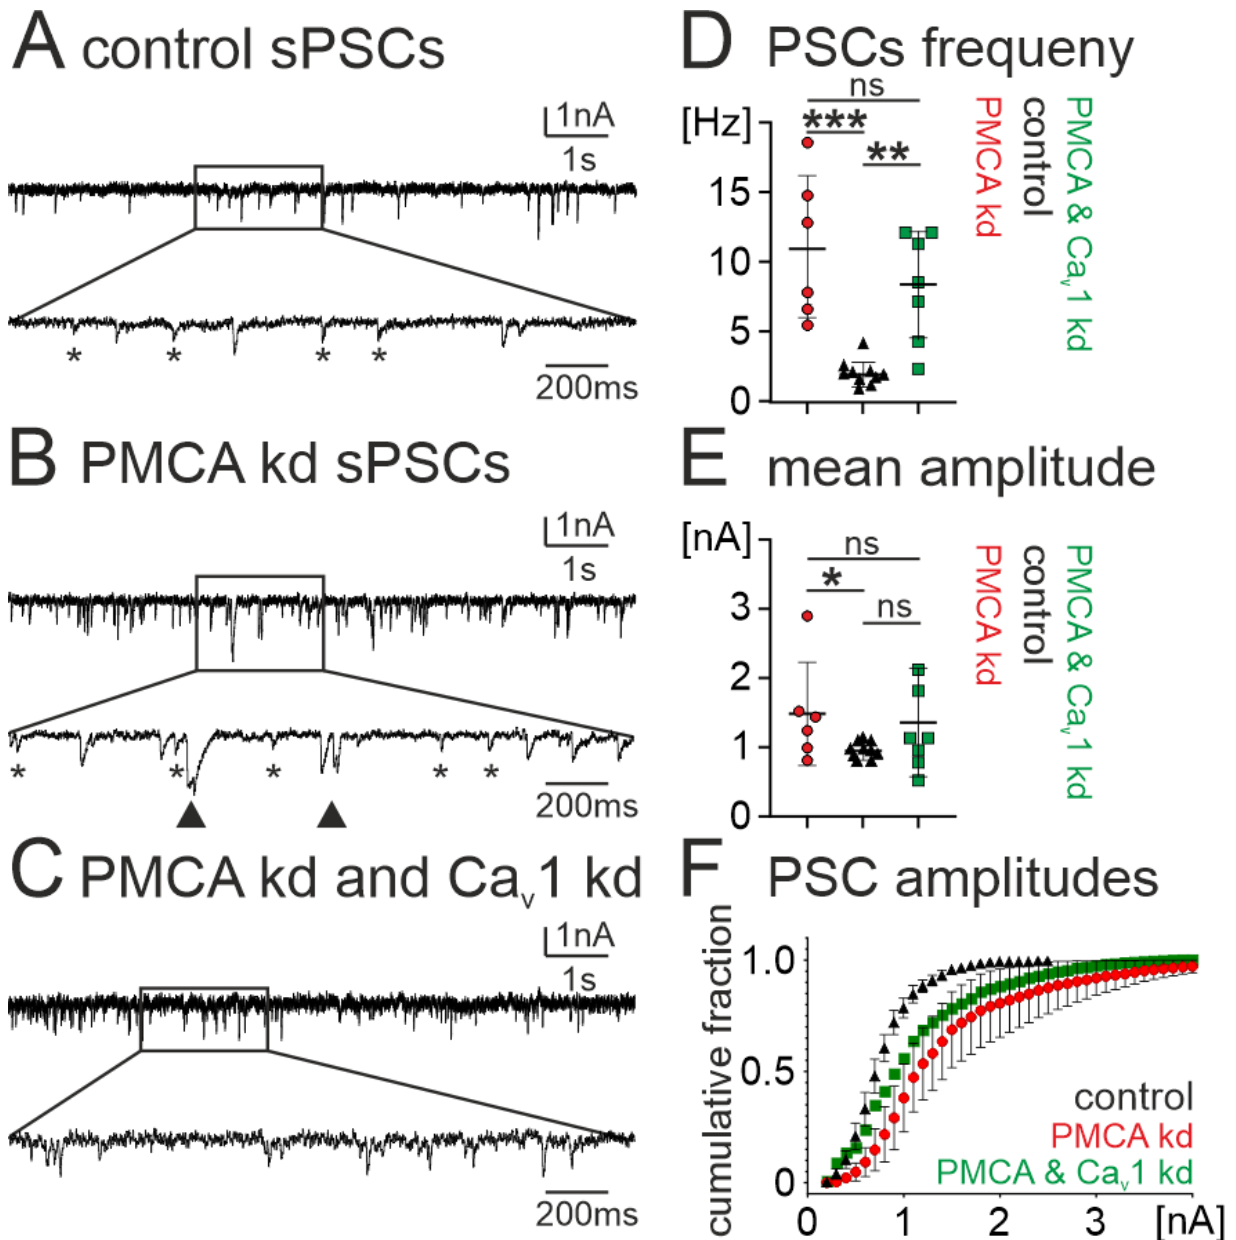 A control sPSCs
1nA
1s
* * * *
200ms
B PMCA kd sPSCs
1nA
1s
* * * * *
200ms
C PMCA kd and Cav1 kd
1nA
1s
200ms
D PSCs frequeny
ns
***
**
[Hz]
15
10
5
0
PMCA kd
control
PMCA & Cav1 kd
E mean amplitude
ns
*
ns
[nA]
3
2
1
0
PMCA kd
control
PMCA & Cav1 kd
F PSC amplitudes
cumulative fraction
1.0
0.5
0
control
PMCA kd
PMCA & Cav1 kd
0 1 2 3 [nA]